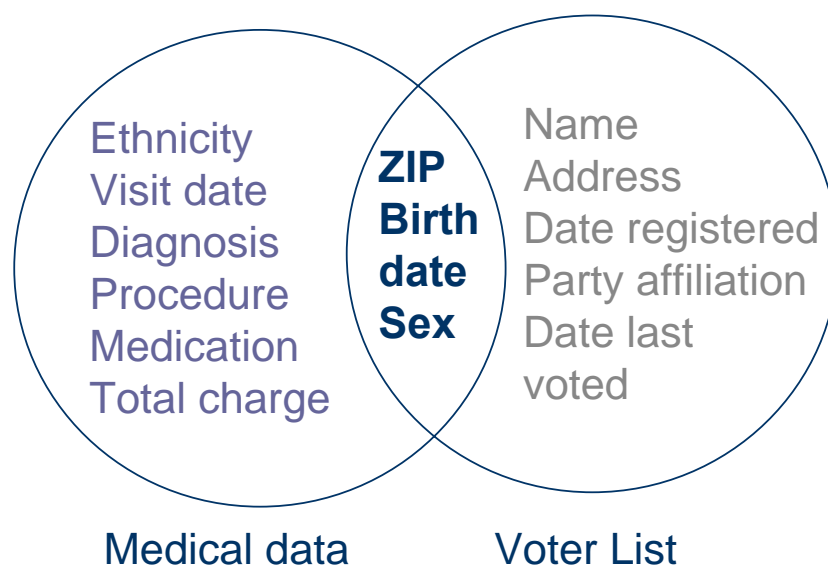 Ethnicity
Visit date
Diagnosis
Procedure
Medication
Total charge
ZIP
Birth
date
Sex
Name
Address
Date registered
Party affiliation
Date last
voted
Medical data
Voter List